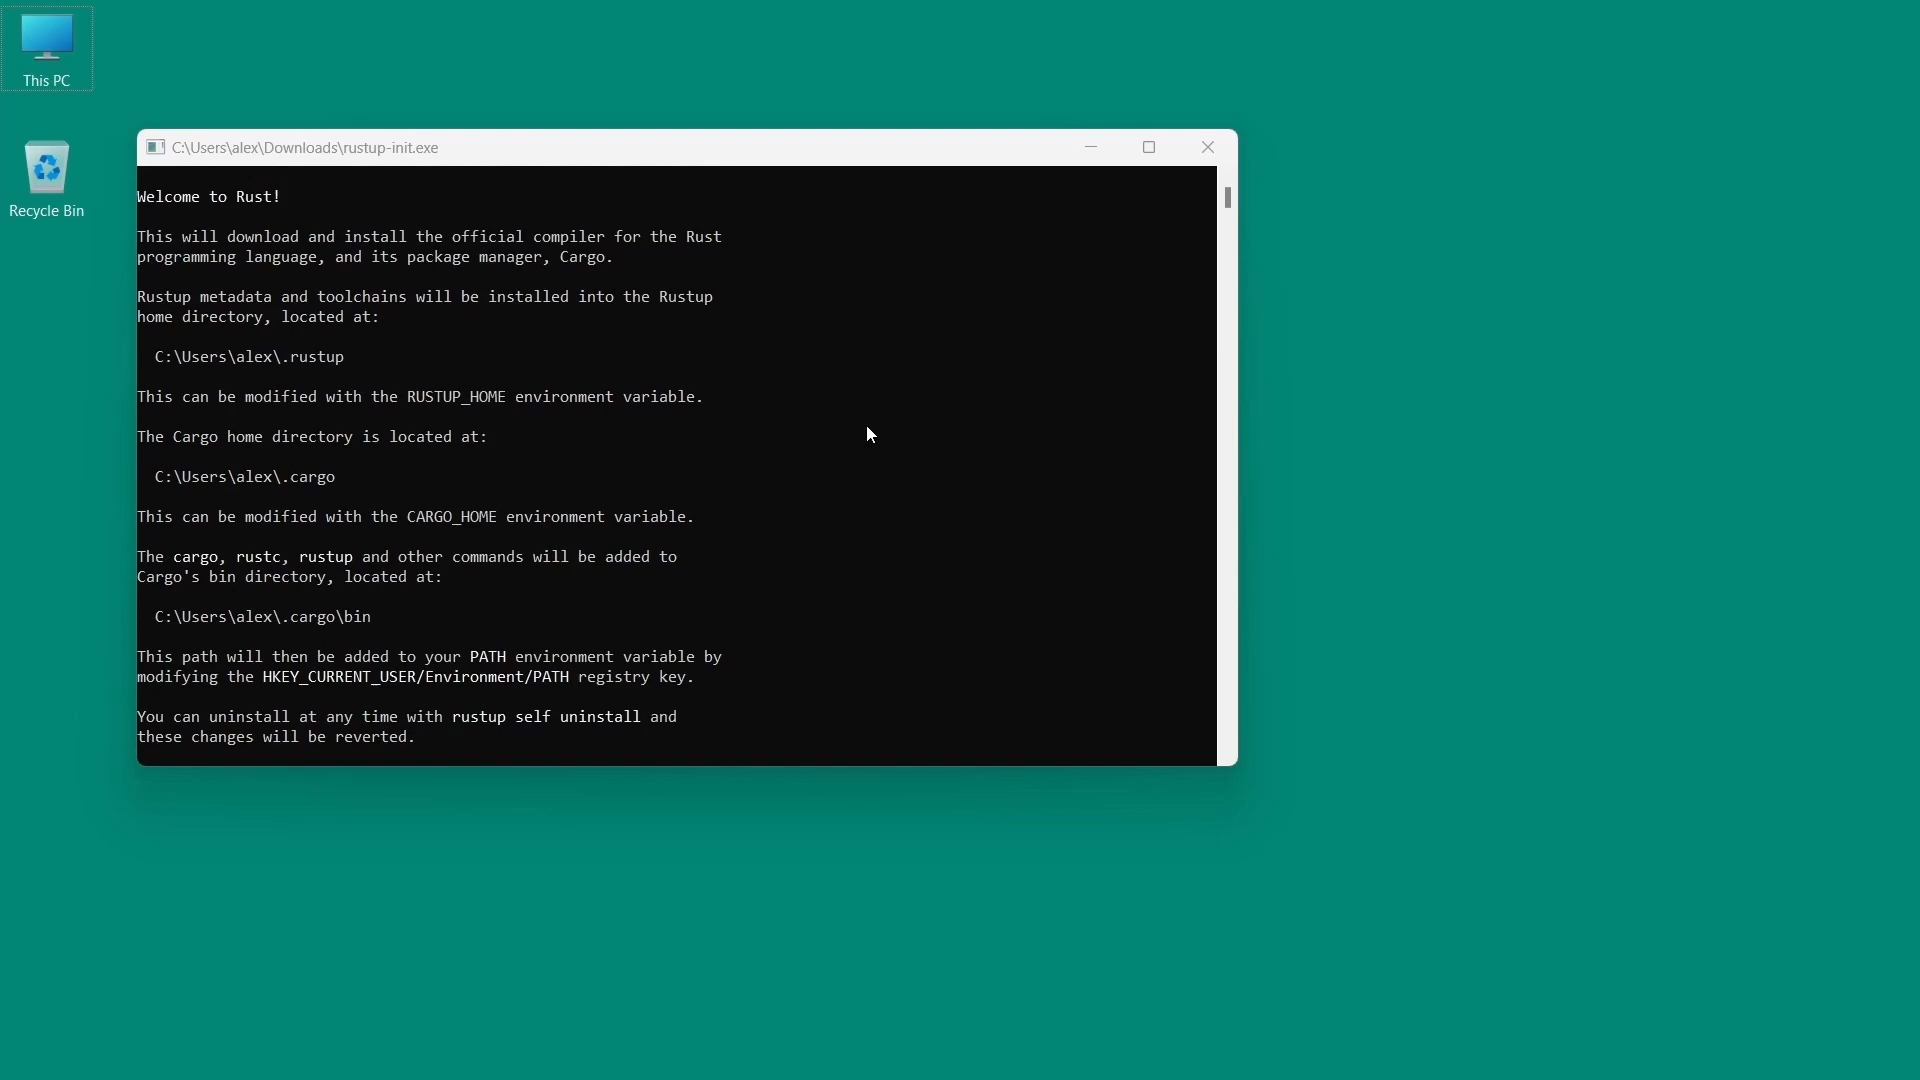 This PC
Recycle Bin
C:\Users\alex\Downloads\rustup-init.exe
Welcome to Rust!
This will download and install the official compiler for the Rust
programming language, and its package manager, Cargo.
Rustup metadata and toolchains will be installed into the Rustup
home directory, located at:
C:\Users\alex\.rustup
This can be modified with the RUSTUP_HOME environment variable.
The Cargo home directory is located at:
C:\Users\alex\.cargo
This can be modified with the CARGO_HOME environment variable.
The cargo, rustc, rustup and other commands will be added to
Cargo's bin directory, located at:
C:\Users\alex\.cargo\bin
This path will then be added to your PATH environment variable by
modifying the HKEY_CURRENT_USER/Environment/PATH registry key.
You can uninstall at any time with rustup self uninstall and
these changes will be reverted.